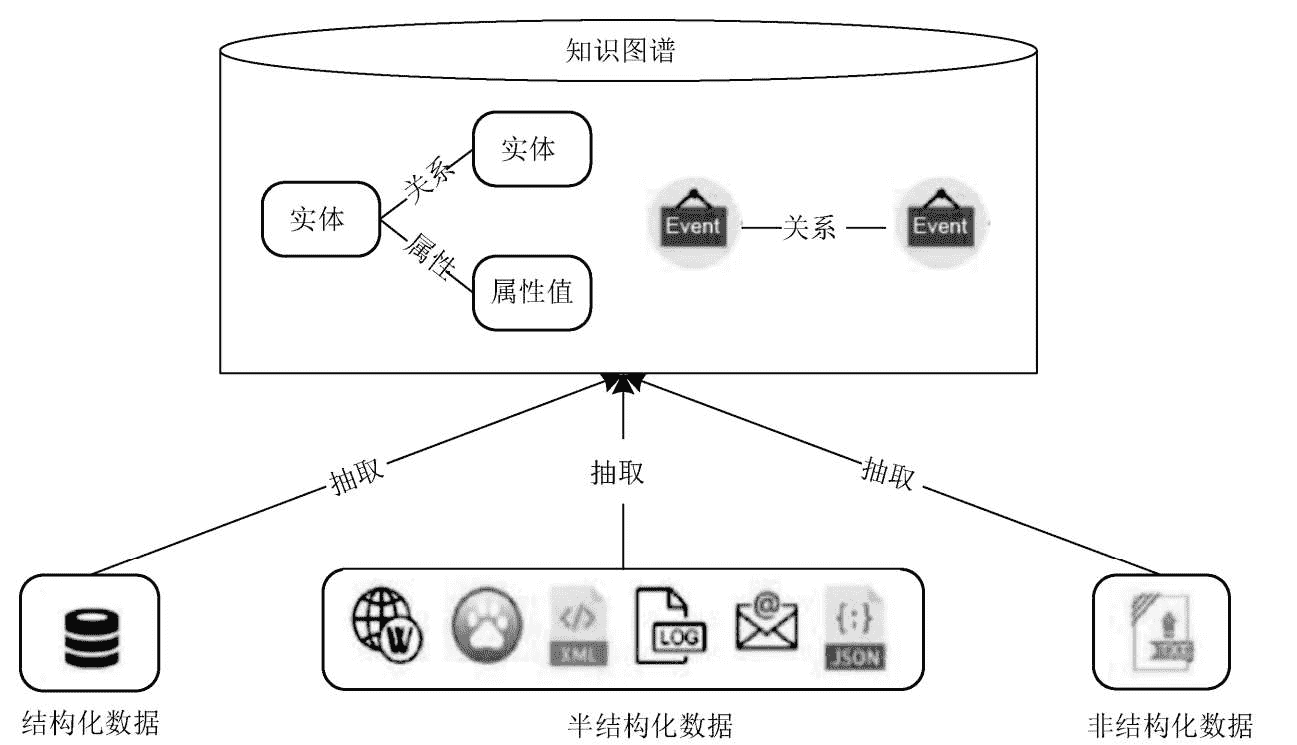 知识图谱
实体
关系
实体
属性
属性值
Event
关系
Event
抽取
抽取
抽取
W
</>
XML
LOG
@
{;}
JSON
结构化数据
半结构化数据
非结构化数据